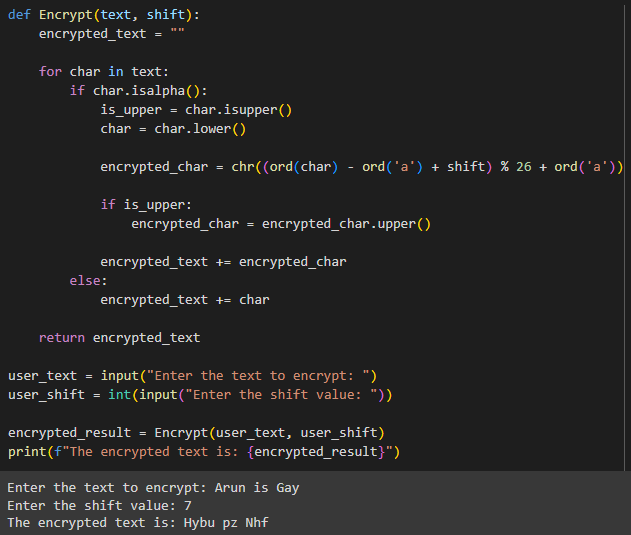 def Encrypt(text, shift):
    encrypted_text = ""
    for char in text:
        if char.isalpha():
            is_upper = char.isupper()
            char = char.lower()
            encrypted_char = chr((ord(char) - ord('a') + shift) % 26 + ord('a'))
            if is_upper:
                encrypted_char = encrypted_char.upper()
            encrypted_text += encrypted_char
        else:
            encrypted_text += char
    return encrypted_text
user_text = input("Enter the text to encrypt: ")
user_shift = int(input("Enter the shift value: "))
encrypted_result = Encrypt(user_text, user_shift)
print(f"The encrypted text is: {encrypted_result}")
Enter the text to encrypt: Arun is Gay
Enter the shift value: 7
The encrypted text is: Hybu pz Nhf